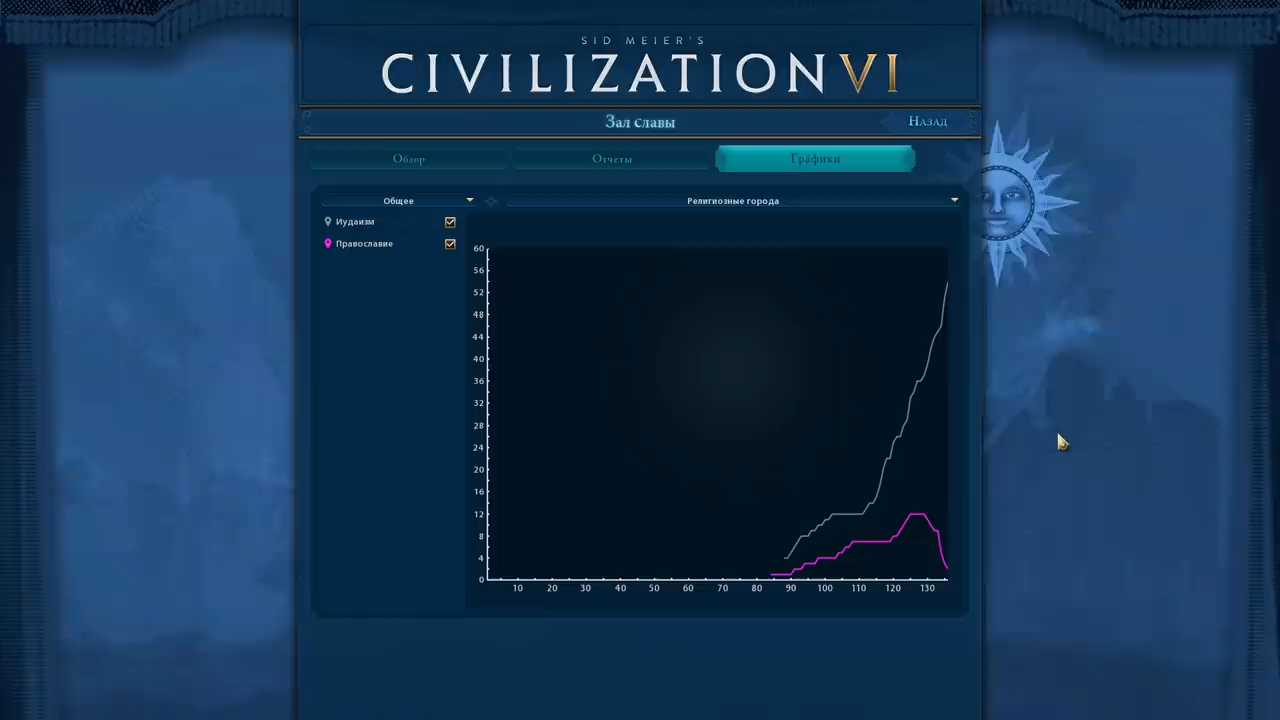 SID MEIER'S
CIVILIZATION VI
Зал славы
Назад
Обзор
Отчеты
Графики
Общее
Религиозные города
Иудаизм
Православие
60
56
52
48
44
40
36
32
28
24
20
16
12
8
4
0
10 20 30 40 50 60 70 80 90 100 110 120 130